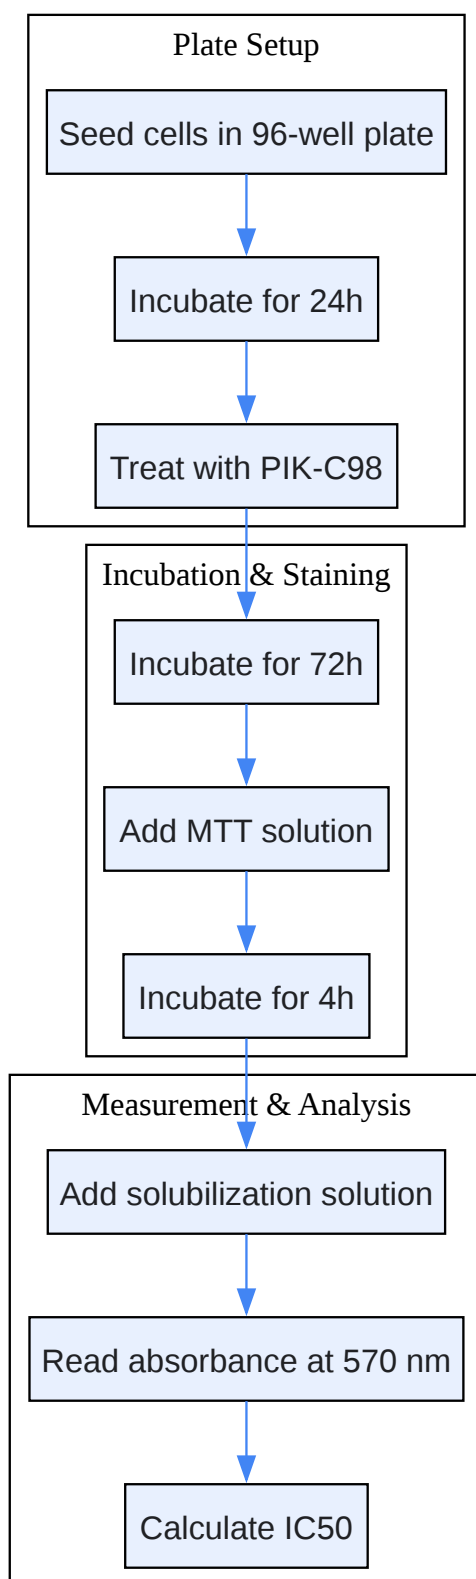 Plate Setup
Seed cells in 96-well plate
Incubate for 24h
Treat with PIK-C98
Incubation & Staining
Incubate for 72h
Add MTT solution
Incubate for 4h
Measurement & Analysis
Add solubilization solution
Read absorbance at 570 nm
Calculate IC50